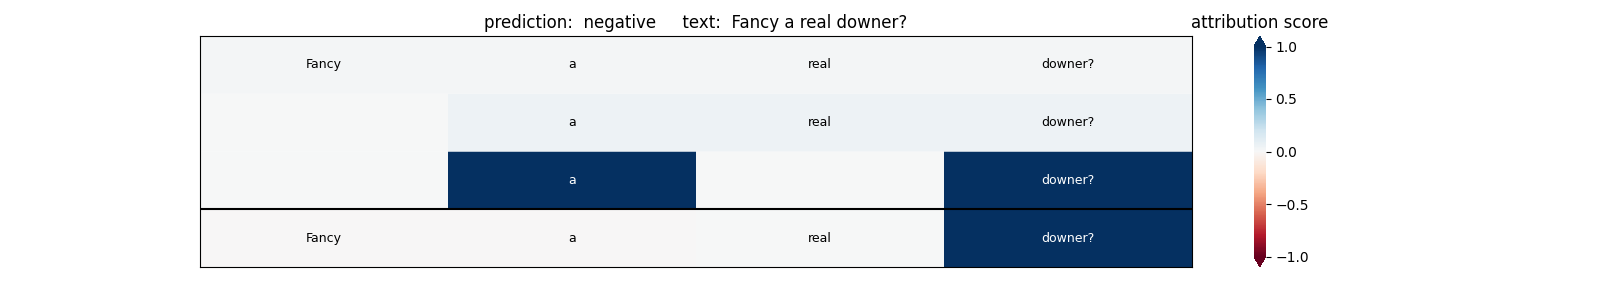 prediction:  negative     text:  Fancy a real downer?
attribution score
Fancy a real downer?
a real downer?
a downer?
Fancy a real downer?
1.0
0.5
0.0
−0.5
−1.0